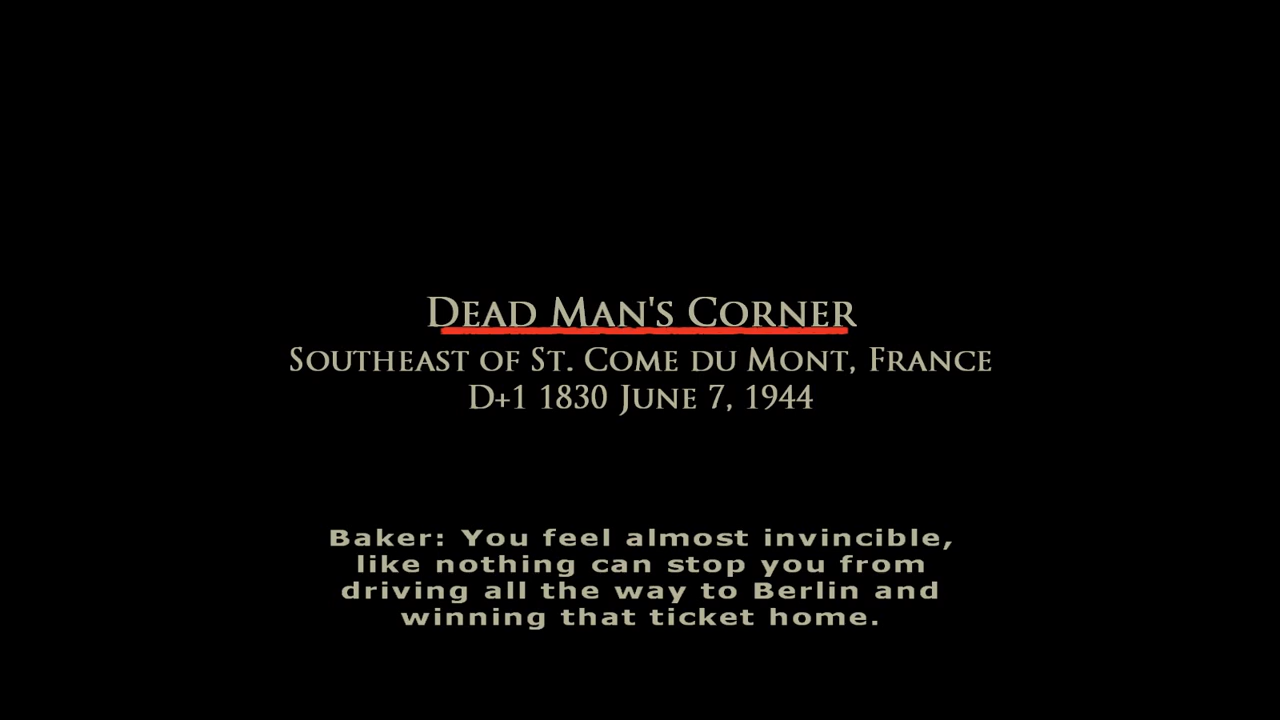 Dead Man's Corner
Southeast of St. Come du Mont, France
D+1 1830 June 7, 1944
Baker: You feel almost invincible,
like nothing can stop you from
driving all the way to Berlin and
winning that ticket home.